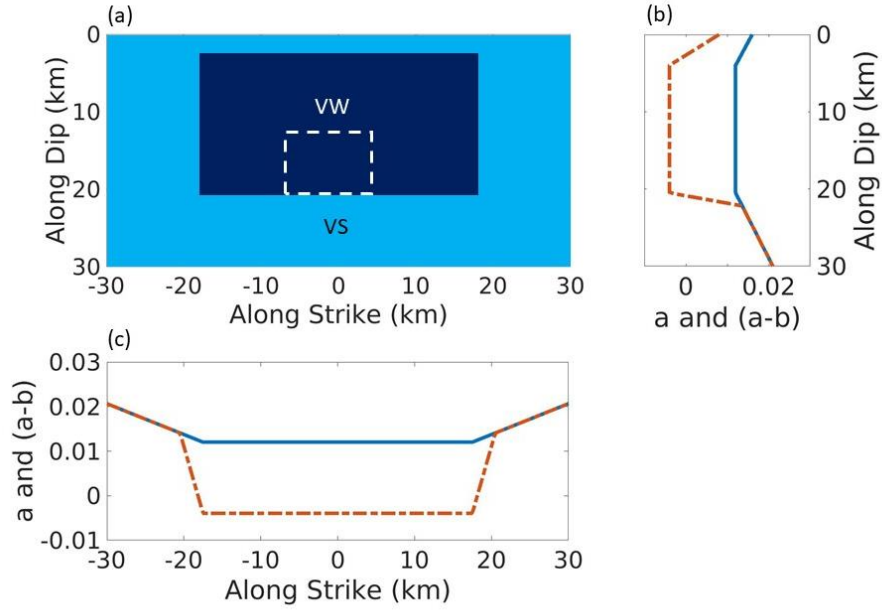 (a)
0
10
20
30
Along Dip (km)
VW
VS
-30 -20 -10 0 10 20 30
Along Strike (km)
(b)
0
10
20
30
Along Dip (km)
0 0.02
a and (a-b)
(c)
0.03
0.02
0.01
0
-0.01
a and (a-b)
-30 -20 -10 0 10 20 30
Along Strike (km)